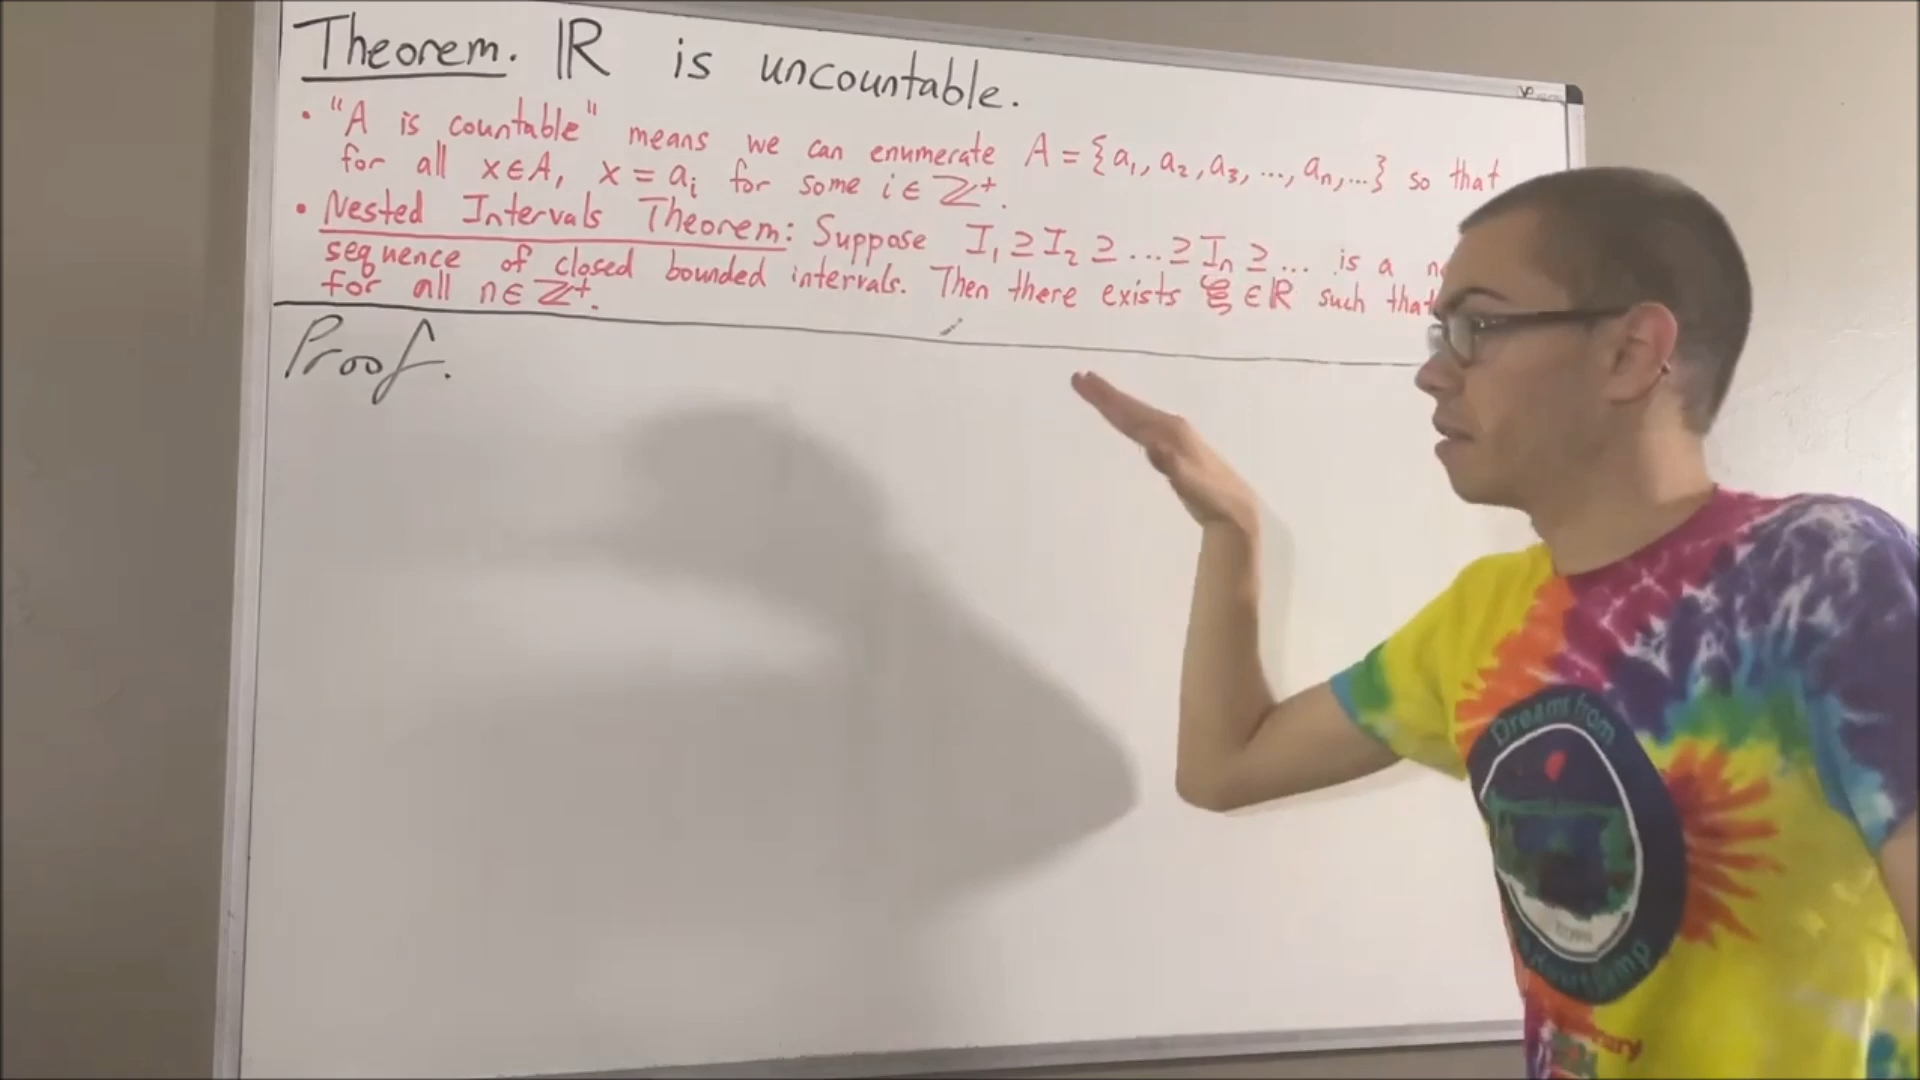 Theorem. ℝ is uncountable.
• "A is countable" means we can enumerate A = {a₁, a₂, a₃, ..., aₙ, ...} so that
for all x∈A, x = aᵢ for some i ∈ ℤ⁺.
• Nested Intervals Theorem: Suppose I₁ ⊇ I₂ ⊇ ... ⊇ Iₙ ⊇ ... is a
sequence of closed bounded intervals. Then there exists ξ ∈ ℝ such that
for all n∈ℤ⁺.
Proof.
Dreams from